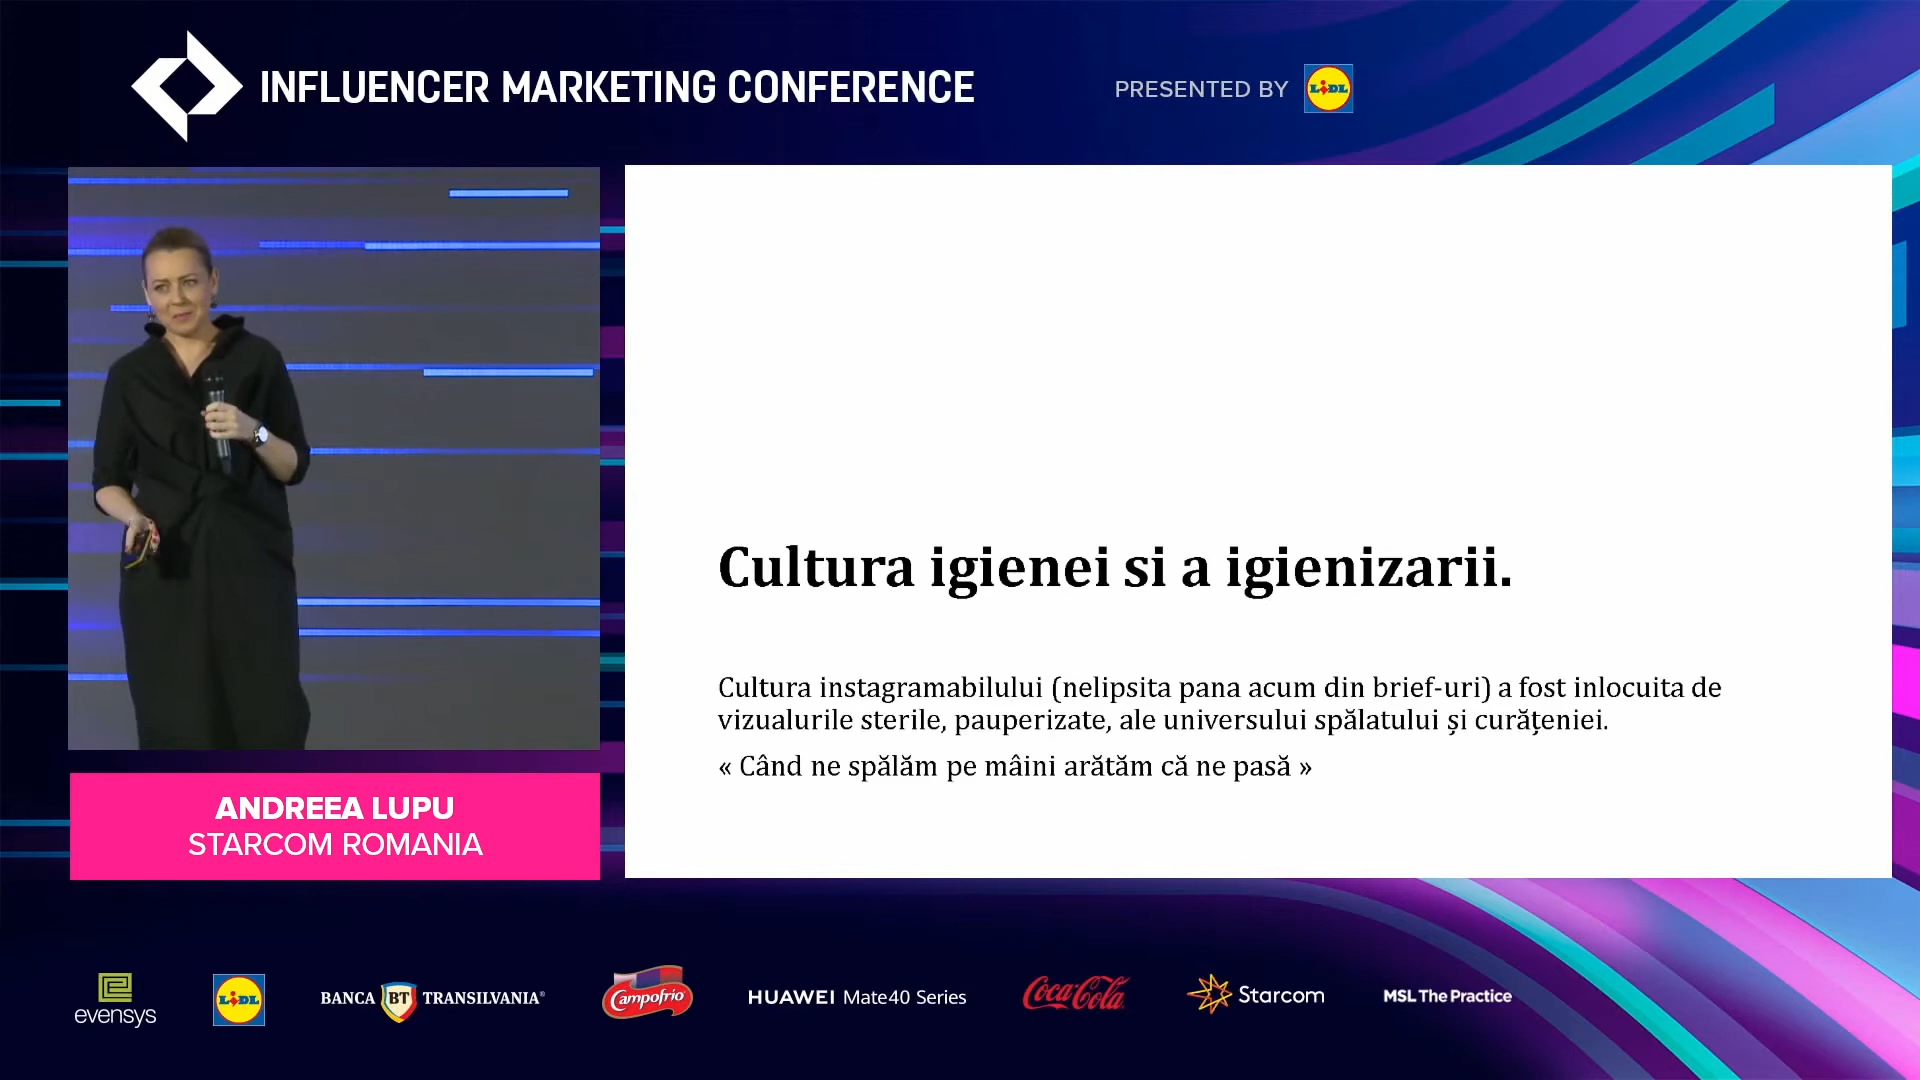 INFLUENCER MARKETING CONFERENCE
PRESENTED BY
LIDL
Cultura igienei si a igienizarii.
Cultura instagramabilului (nelipsita pana acum din brief-uri) a fost inlocuita de
vizualurile sterile, pauperizate, ale universului spălatului și curățeniei.
« Când ne spălăm pe mâini arătăm că ne pasă »
ANDREEA LUPU
STARCOM ROMANIA
evensys
LIDL
BANCA BT TRANSILVANIA®
Campofrio
HUAWEI Mate40 Series
Coca-Cola
Starcom
MSL The Practice